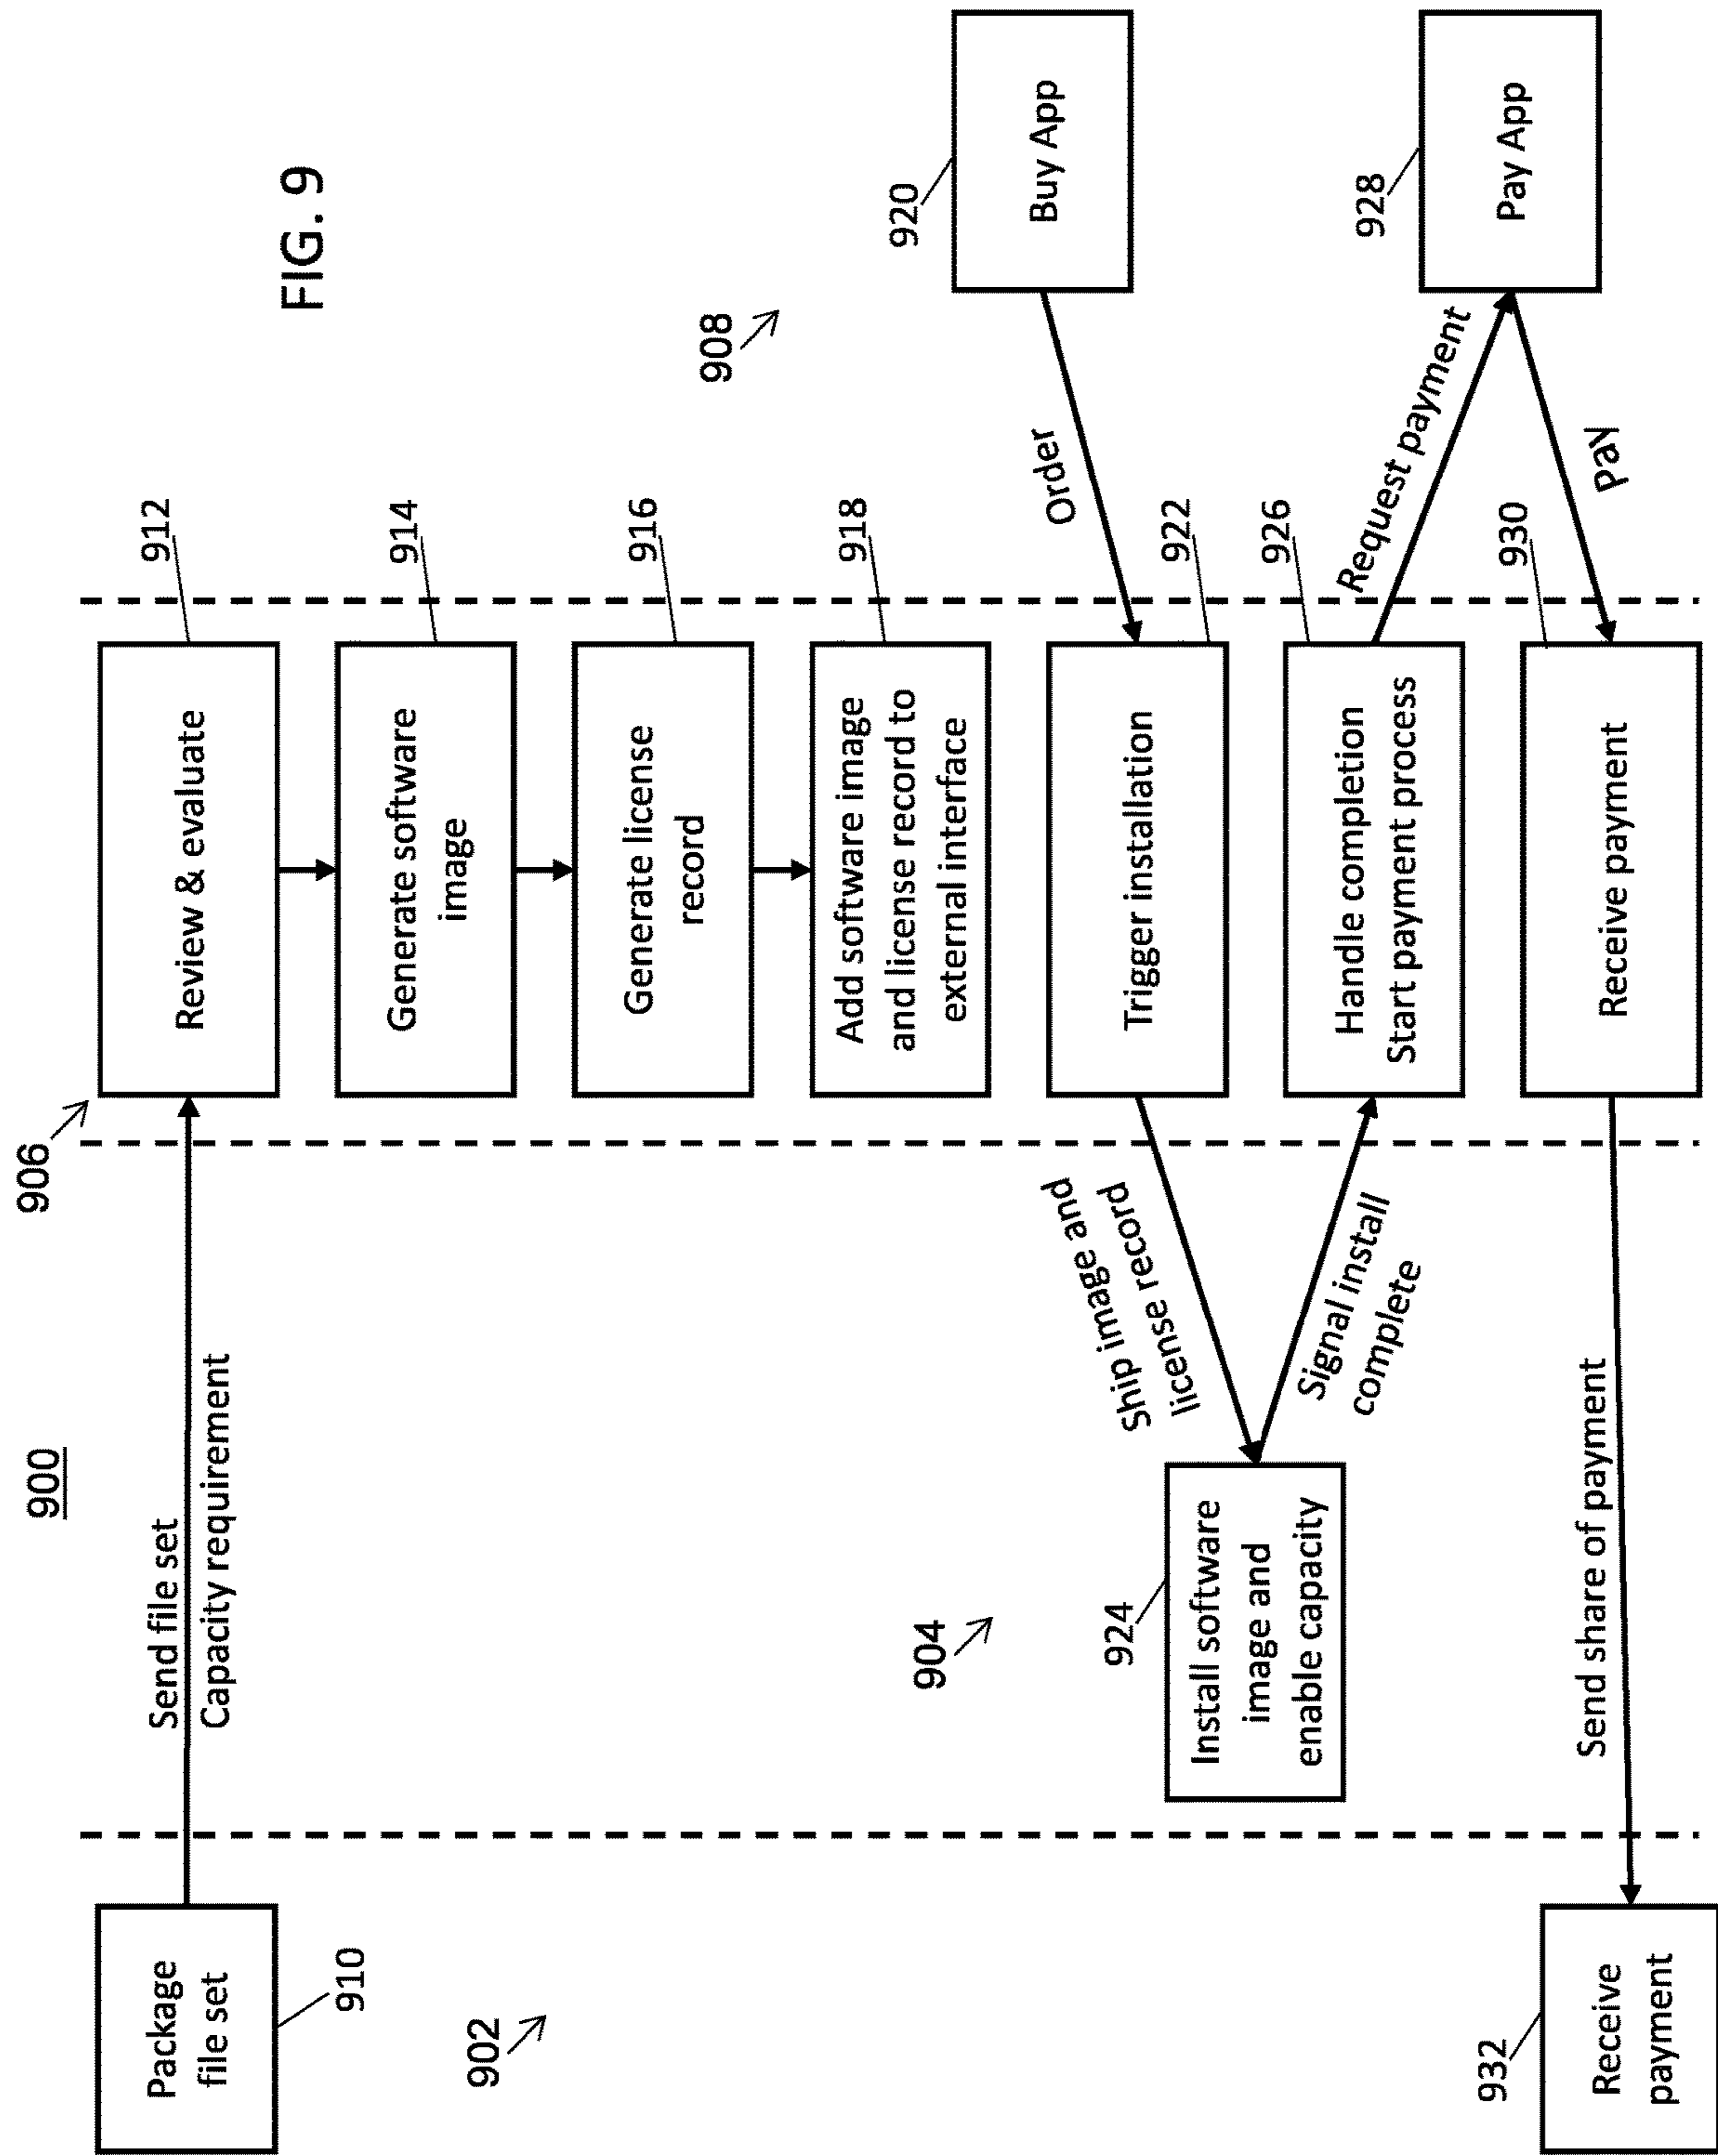 900
FIG. 9
902
904
906
908
Package
file set
910
Send file set
Capacity requirement
Review & evaluate
912
Generate software
image
914
Generate license
record
916
Add software image
and license record to
external interface
918
Buy App
920
Order
Trigger installation
922
Ship image and
license record
Install software
image and
enable capacity
924
Signal install
complete
Handle completion
Start payment process
926
Request payment
Pay App
928
Pay
Receive payment
930
Send share of payment
Receive
payment
932